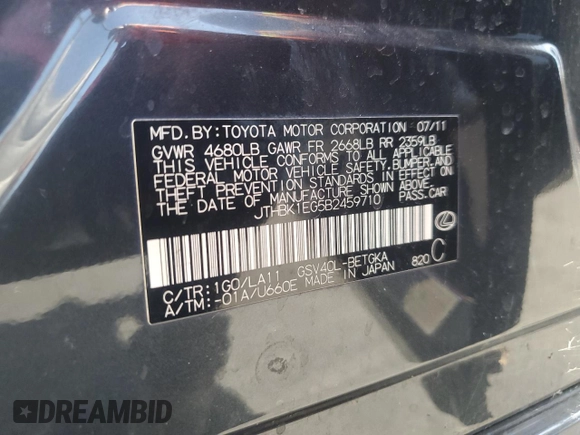 MFD. BY: TOYOTA MOTOR CORPORATION 07/11
GVWR 4680LB GAWR FR 2668LB RR 2359LB
THIS VEHICLE CONFORMS TO ALL APPLICABLE
FEDERAL MOTOR VEHICLE SAFETY, BUMPER, AND
THEFT PREVENTION STANDARDS IN EFFECT ON
THE DATE OF MANUFACTURE SHOWN ABOVE.
JTHBK1EG5B2459710 PASS. CAR
C/TR: 1G0/LA11 GSV40L-BETGKA 820 C
A/TM: -01A/U660E MADE IN JAPAN
DREAMBID